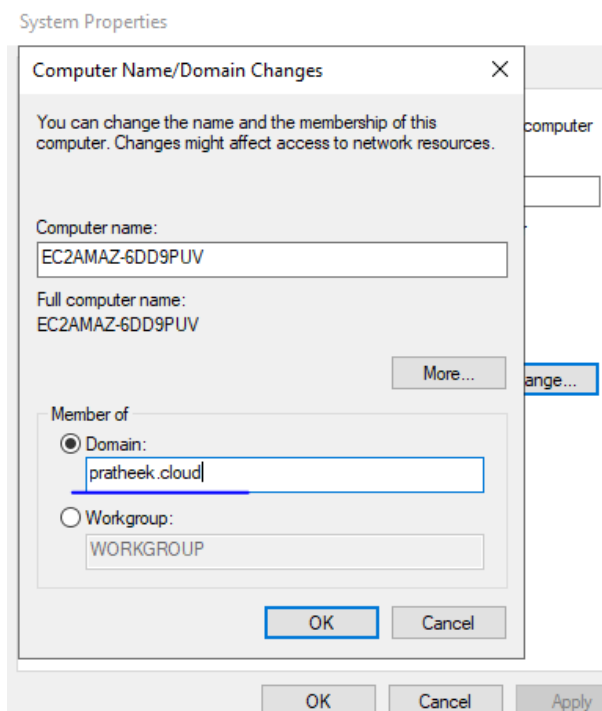 System Properties
Computer Name/Domain Changes
You can change the name and the membership of this
computer. Changes might affect access to network resources.
computer
Computer name:
EC2AMAZ-6DD9PUV
Full computer name:
EC2AMAZ-6DD9PUV
More...
ange...
Member of
Domain:
pratheek.cloud
Workgroup:
WORKGROUP
OK
Cancel
OK
Cancel
Apply